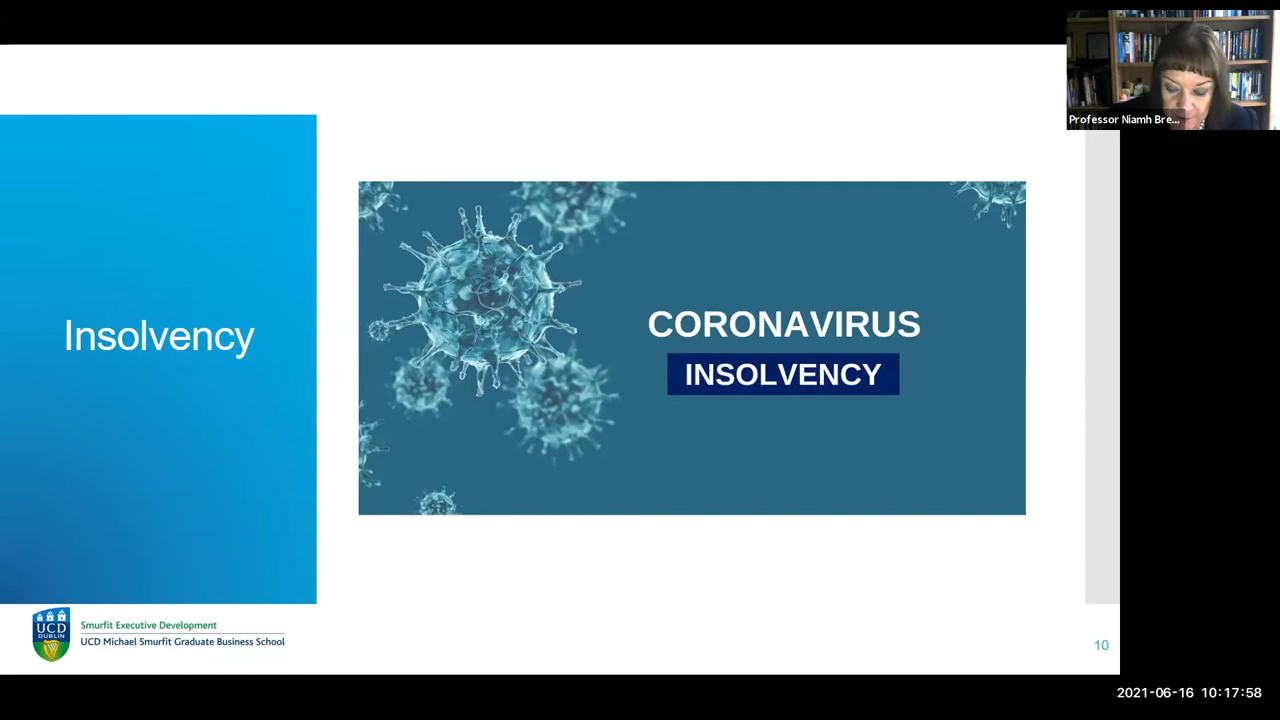 Professor Niamh Bre...
Insolvency
CORONAVIRUS
INSOLVENCY
UCD
DUBLIN
Smurfit Executive Development
UCD Michael Smurfit Graduate Business School
10
2021-06-16 10:17:58